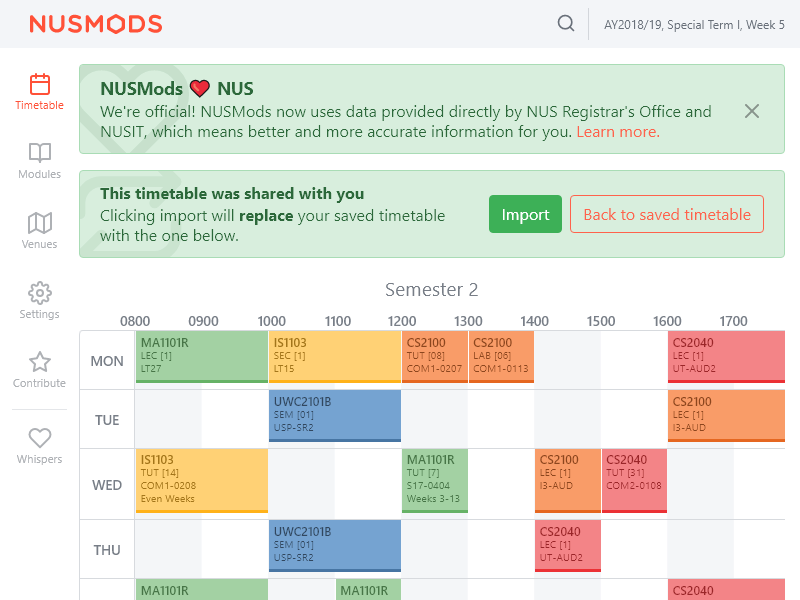 NUSMODS
AY2018/19, Special Term I, Week 5
Timetable
Modules
Venues
Settings
Contribute
Whispers
NUSMods ❤️ NUS
We're official! NUSMods now uses data provided directly by NUS Registrar's Office and
NUSIT, which means better and more accurate information for you. Learn more.
This timetable was shared with you
Clicking import will replace your saved timetable
with the one below.
Import
Back to saved timetable
Semester 2
0800 0900 1000 1100 1200 1300 1400 1500 1600 1700
MON
MA1101R
LEC [1]
LT27
IS1103
SEC [1]
LT15
CS2100
TUT [08]
COM1-0207
CS2100
LAB [06]
COM1-0113
CS2040
LEC [1]
UT-AUD2
TUE
UWC2101B
SEM [01]
USP-SR2
CS2100
LEC [1]
I3-AUD
WED
IS1103
TUT [14]
COM1-0208
Even Weeks
MA1101R
TUT [7]
S17-0404
Weeks 3-13
CS2100
LEC [1]
I3-AUD
CS2040
TUT [31]
COM2-0108
THU
UWC2101B
SEM [01]
USP-SR2
CS2040
LEC [1]
UT-AUD2
MA1101R
MA1101R
CS2040